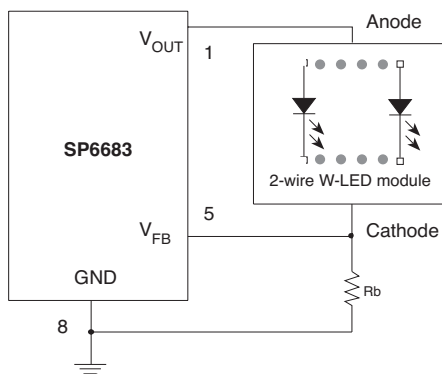 Anode
VOUT
1
SP6683
2-wire W-LED module
5
VFB
Cathode
GND
Rb
8